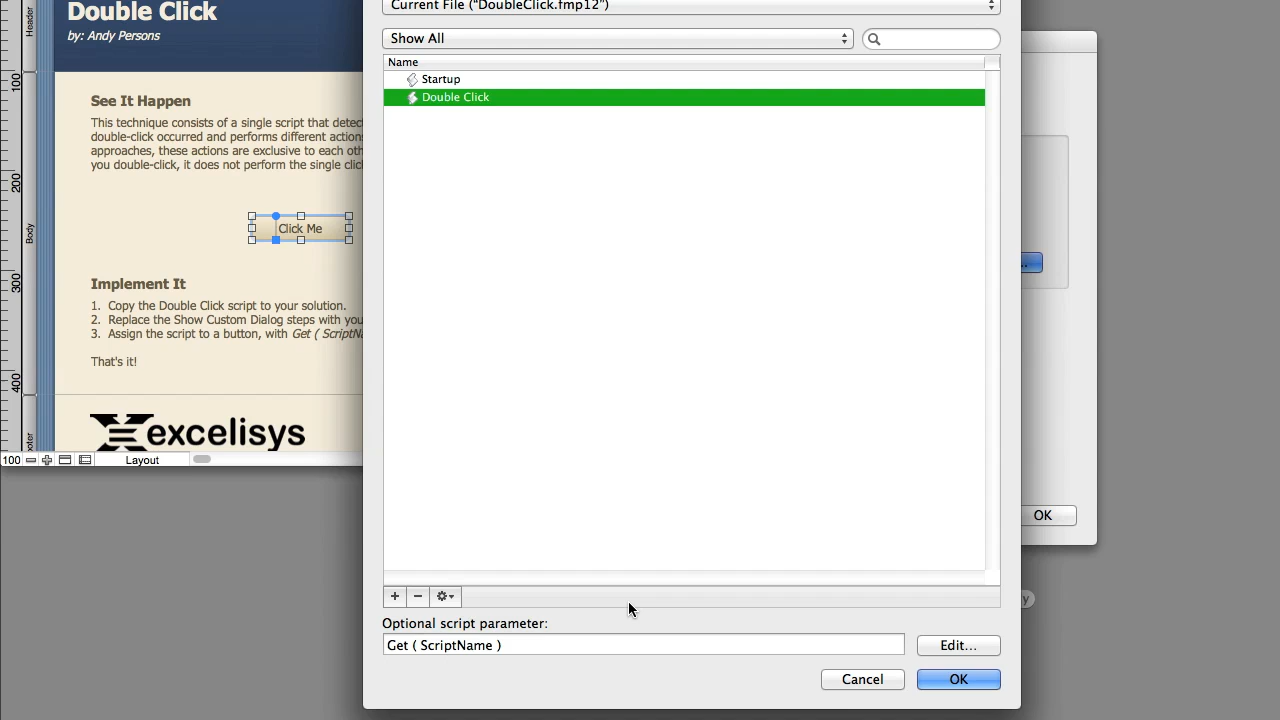 Current File ("DoubleClick.fmp12")
Header
Double Click
by: Andy Persons
Show All
Name
Startup
Double Click
100
See It Happen
This technique consists of a single script that detec
double-click occurred and performs different actions
approaches, these actions are exclusive to each oth
you double-click, it does not perform the single clic
200
Body
Click Me
Implement It
300
1. Copy the Double Click script to your solution.
2. Replace the Show Custom Dialog steps with you
3. Assign the script to a button, with Get ( ScriptNa
That's it!
400
excelisys
100
Layout
OK
Optional script parameter:
Get ( ScriptName )
Edit...
Cancel
OK